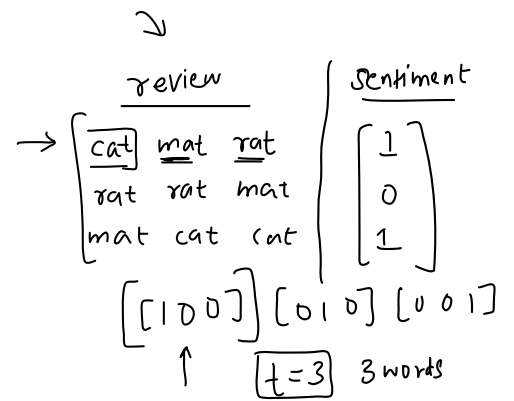 review sentiment
cat mat rat 1
rat rat mat 0
mat cat cat 1
[[1 0 0]] [0 1 0] [0 0 1]
t=3 3 words